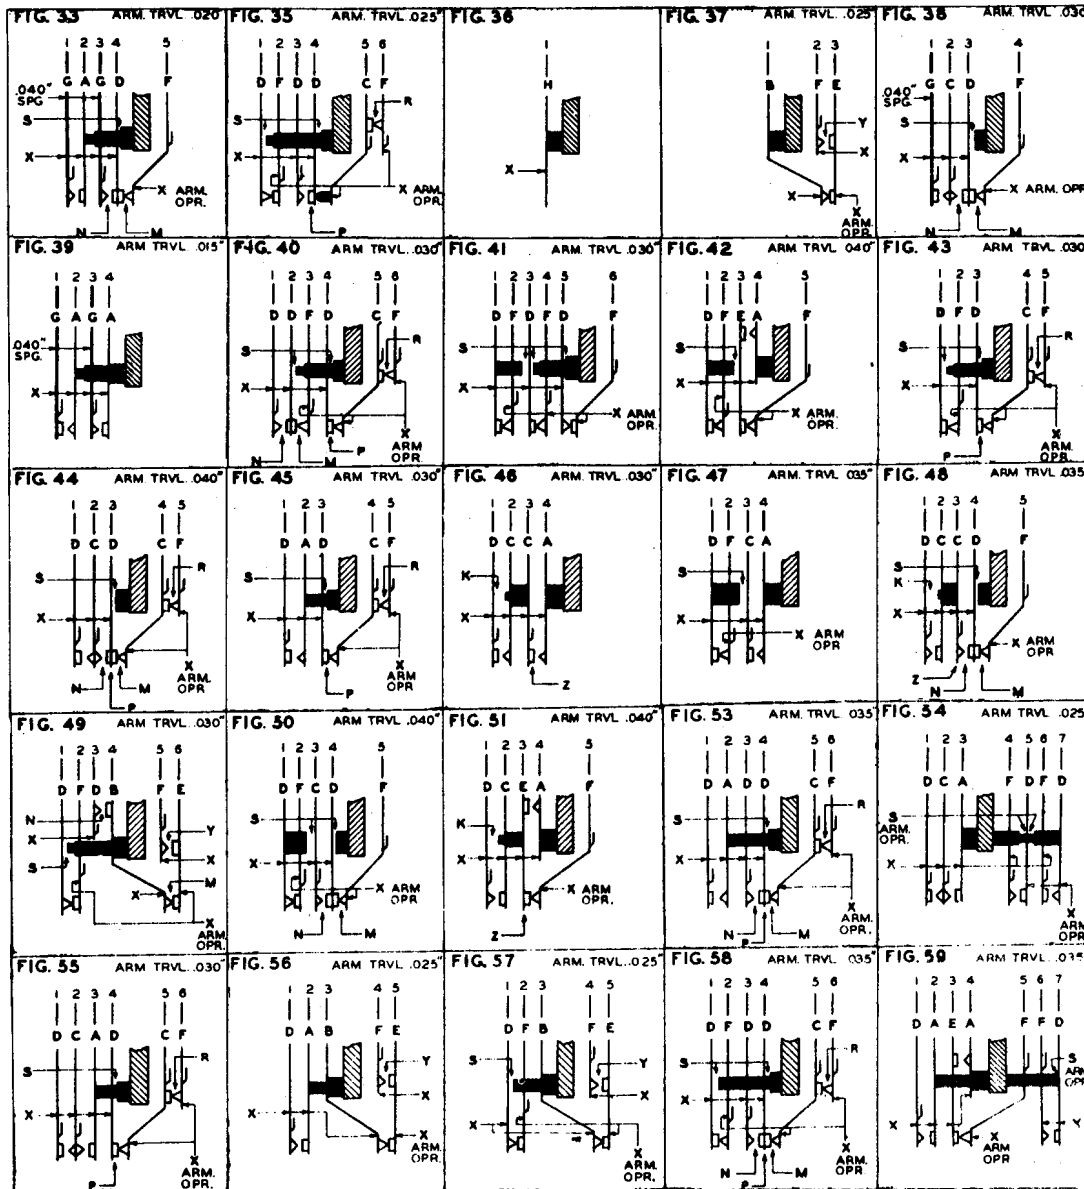 FIG. 33 ARM. TRVL .020"
1 2 3 4 5
G A G D F
.040" SPG
S
X
X ARM. OPR.
N M
FIG. 35 ARM. TRVL .025"
1 2 3 4 5 6
D F D D C F
R
S
X
X ARM. OPR.
P
FIG. 36
1
H
X
FIG. 37 ARM. TRVL .025"
1 2 3
B F E
Y
X
X
X ARM. OPR.
FIG. 38 ARM. TRVL .030"
1 2 3 4
G C D F
.040" SPG
S
X
X ARM. OPR
N M
FIG. 39 ARM TRVL .015"
1 2 3 4
G A G A
.040" SPG.
X
FIG. 40 ARM TRVL .030"
1 2 3 4 5 6
D D F D C F
S R
X
P X ARM OPR.
N M
FIG. 41 ARM TRVL .030"
1 2 3 4 5 6
D F D F D F
S
X
X ARM. OPR.
FIG. 42 ARM TRVL .040"
1 2 3 4 5
D F E A F
S
X
X ARM. OPR.
FIG. 43 ARM TRVL .030"
1 2 3 4 5
D F D C F
S R
X
X ARM OPR.
P
FIG. 44 ARM. TRVL .040"
1 2 3 4 5
D C D C F
S R
X
X ARM. OPR.
N M
P
FIG. 45 ARM. TRVL .030"
1 2 3 4 5
D A D C F
S R
X
X ARM. OPR
P
FIG. 46 ARM TRVL .030"
1 2 3 4
D C C A
K
X
Z
FIG. 47 ARM TRVL 035"
1 2 3 4
D F C A
S
X
X ARM OPR
FIG. 48 ARM TRVL .035"
1 2 3 4 5
D C C D F
S
K
X
X ARM. OPR
Z N M
FIG. 49 ARM TRVL .030"
1 2 3 4 5 6
D F D B F E
N Y
X X
S M
X
X ARM. OPR.
FIG. 50 ARM TRVL .040"
1 2 3 4 5
D F C D F
S
X
X ARM OPR
N M
FIG. 51 ARM TRVL .040"
1 2 3 4 5
D C E A F
K
X
X ARM OPR
Z
FIG. 53 ARM TRVL 035"
1 2 3 4 5 6
D A D D C F
S R
X
X ARM. OPR.
N M
P
FIG. 54 ARM TRVL .025"
1 2 3 4 5 6 7
D C A F D F D
S ARM. OPR.
X
X ARM. OPR.
FIG. 55 ARM TRVL .030"
1 2 3 4 5 6
D C A D C F
S R
X
X ARM. OPR.
P
FIG. 56 ARM TRVL .025"
1 2 3 4 5
D A B F E
Y
X
X
X ARM OPR
FIG. 57 ARM TRVL .025"
1 2 3 4 5
D F B F E
S Y
X
X
X ARM OPR.
FIG. 58 ARM TRVL 035"
1 2 3 4 5 6
D F D D C F
S R
X
X ARM. OPR.
N M
P
FIG. 59 ARM TRVL .035"
1 2 3 4 5 6 7
D A E A F F D
S ARM OPR
X Y
X ARM OPR